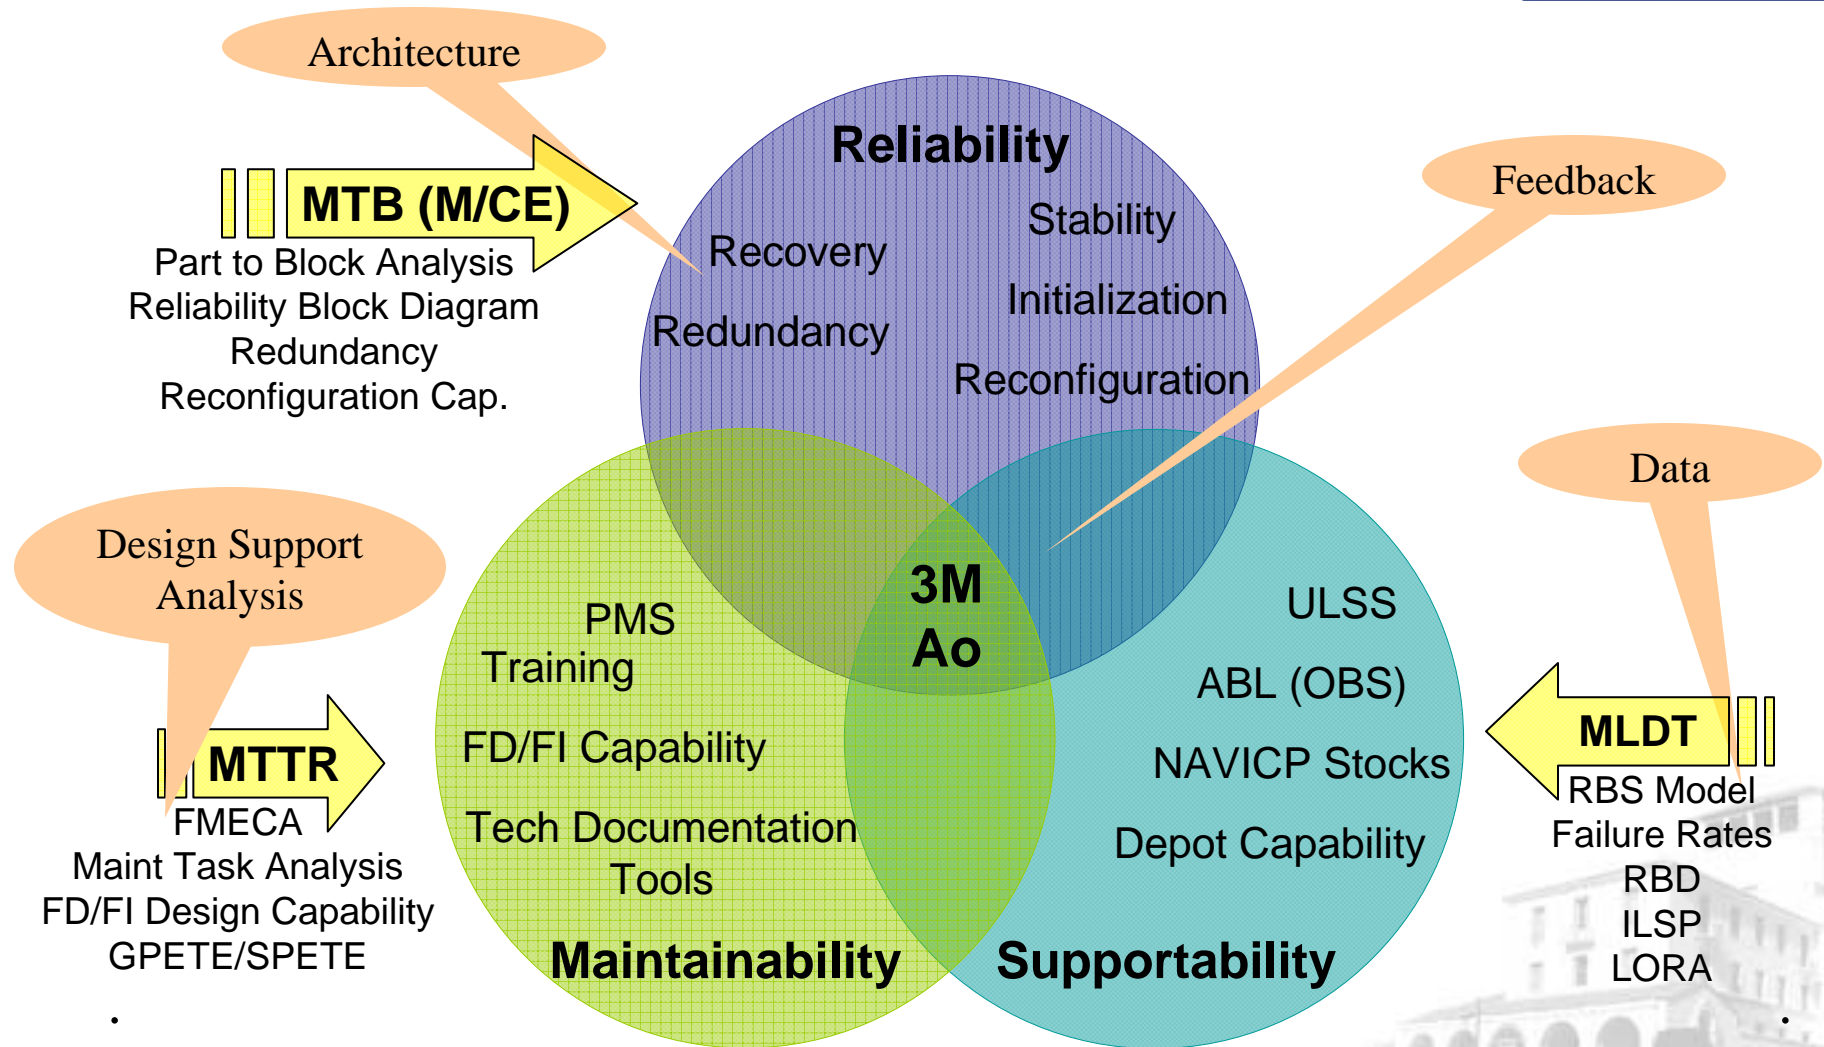 Architecture
Reliability
MTB (M/CE)
Part to Block Analysis
Reliability Block Diagram
Redundancy
Reconfiguration Cap.
Recovery
Redundancy
Stability
Initialization
Reconfiguration
Feedback
Data
Design Support
Analysis
3M
Ao
PMS
Training
FD/FI Capability
Tech Documentation
Tools
Maintainability
ULSS
ABL (OBS)
NAVICP Stocks
Depot Capability
Supportability
MTTR
FMECA
Maint Task Analysis
FD/FI Design Capability
GPETE/SPETE
.
MLDT
RBS Model
Failure Rates
RBD
ILSP
LORA
.